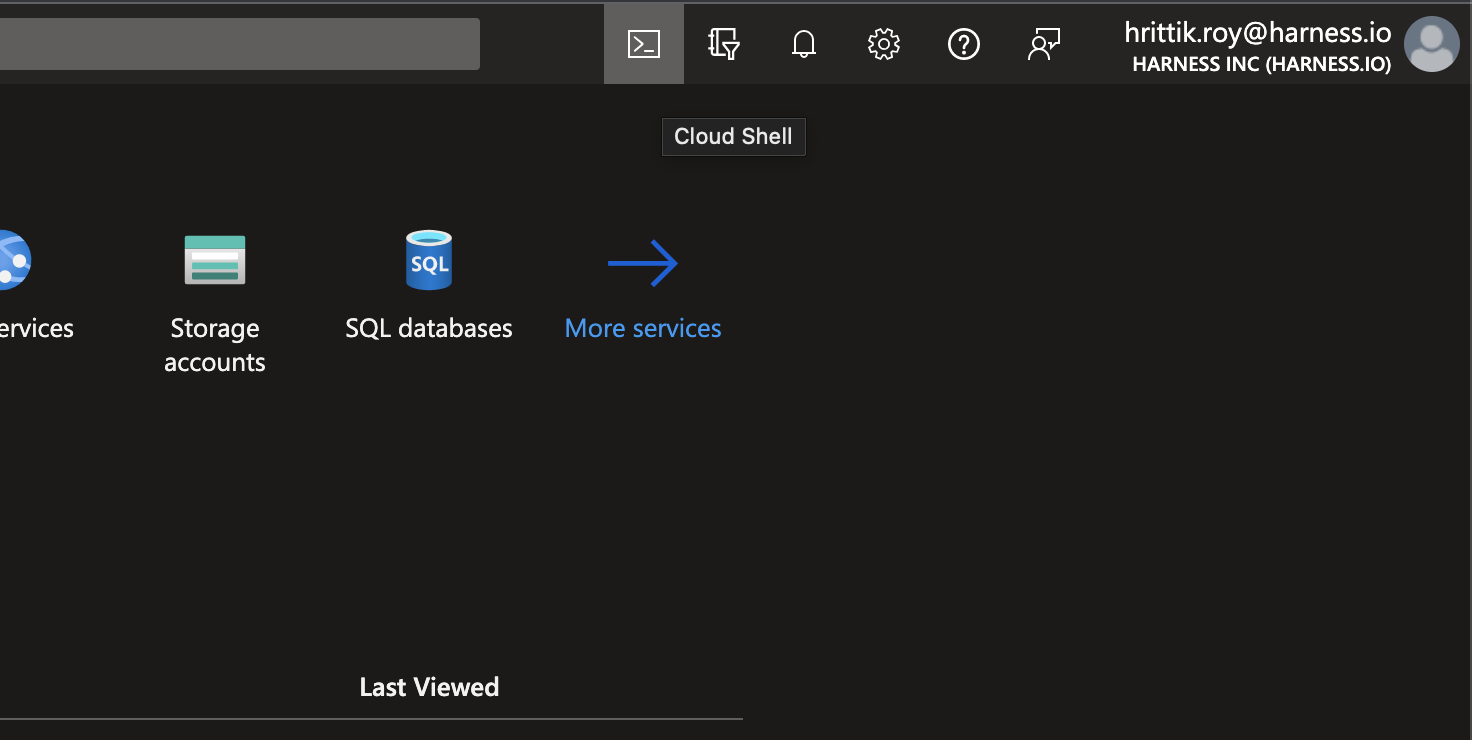 hrittik.roy@harness.io
HARNESS INC (HARNESS.IO)
Cloud Shell
SQL
ervices
Storage
accounts
SQL databases
More services
Last Viewed